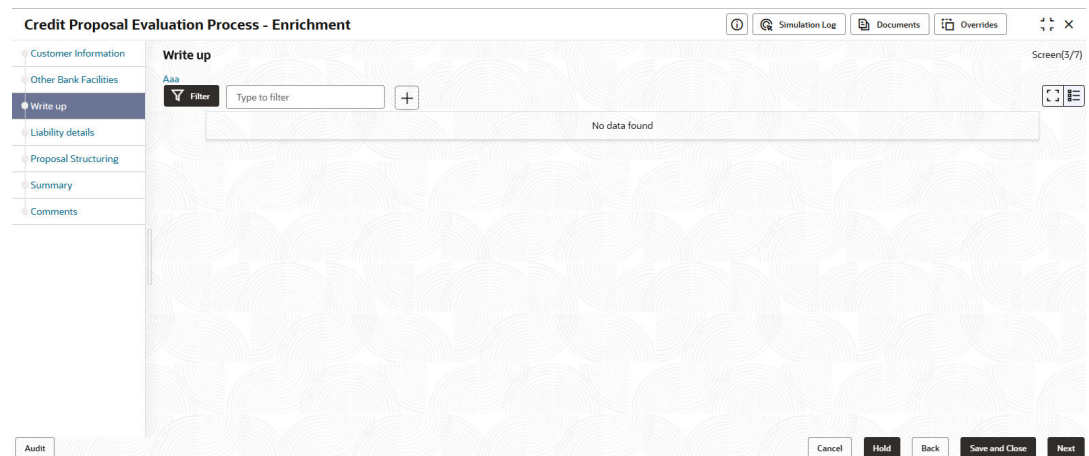 Credit Proposal Evaluation Process - Enrichment
Simulation Log
Documents
Overrides
Customer Information
Other Bank Facilities
Write up
Liability details
Proposal Structuring
Summary
Comments
Write up
Screen(3/7)
Aaa
Filter
Type to filter
No data found
Audit
Cancel
Hold
Back
Save and Close
Next